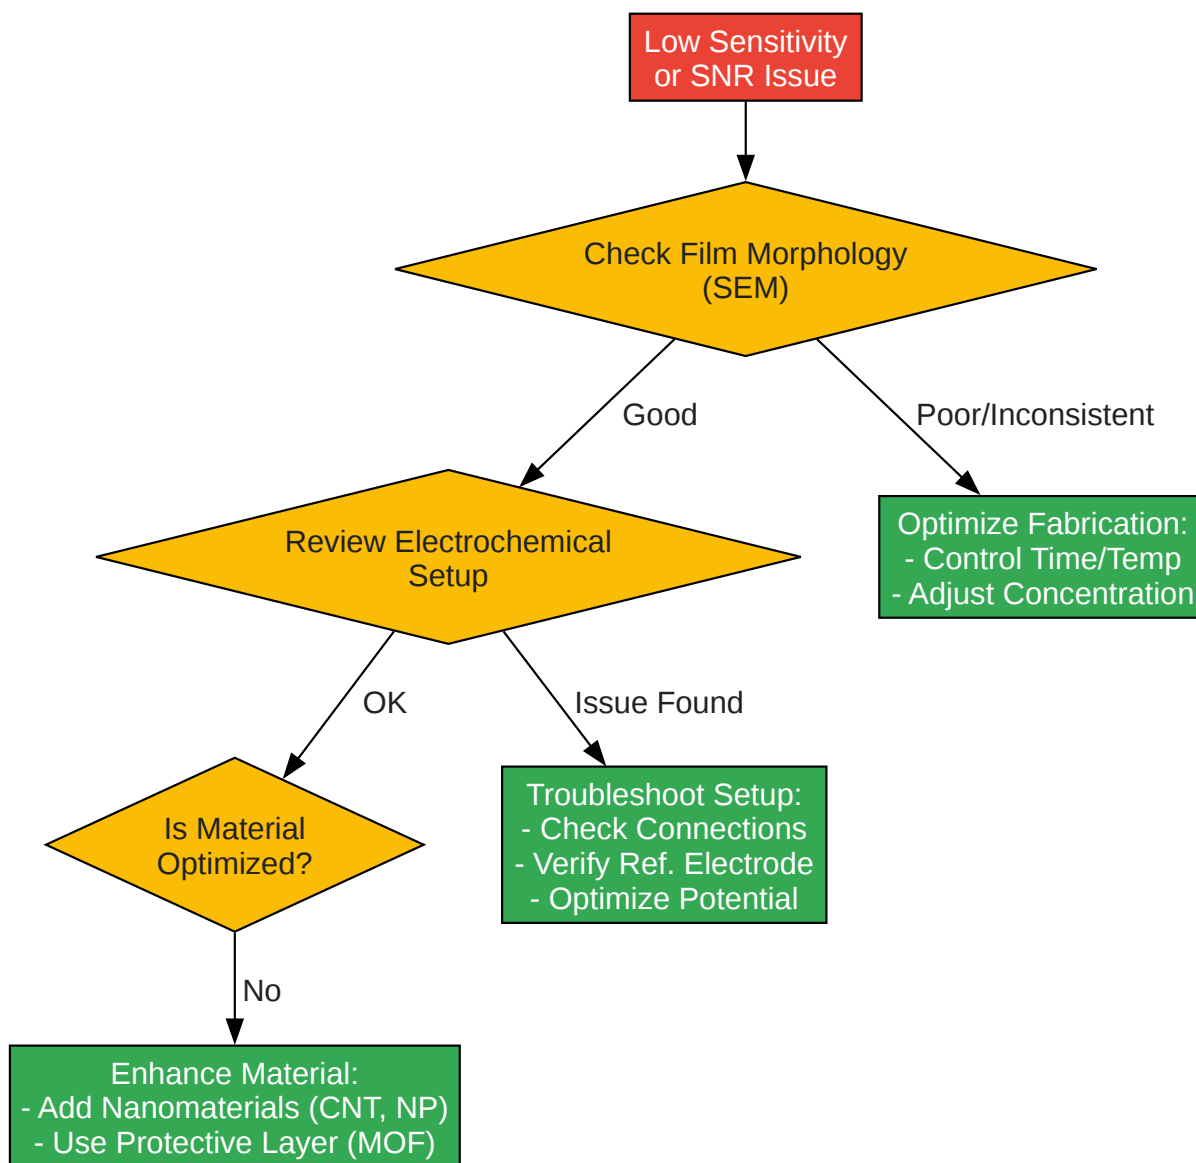 Low Sensitivity
or SNR Issue
Check Film Morphology
(SEM)
Good
Poor/Inconsistent
Review Electrochemical
Setup
Optimize Fabrication:
- Control Time/Temp
- Adjust Concentration
OK
Issue Found
Is Material
Optimized?
Troubleshoot Setup:
- Check Connections
- Verify Ref. Electrode
- Optimize Potential
No
Enhance Material:
- Add Nanomaterials (CNT, NP)
- Use Protective Layer (MOF)